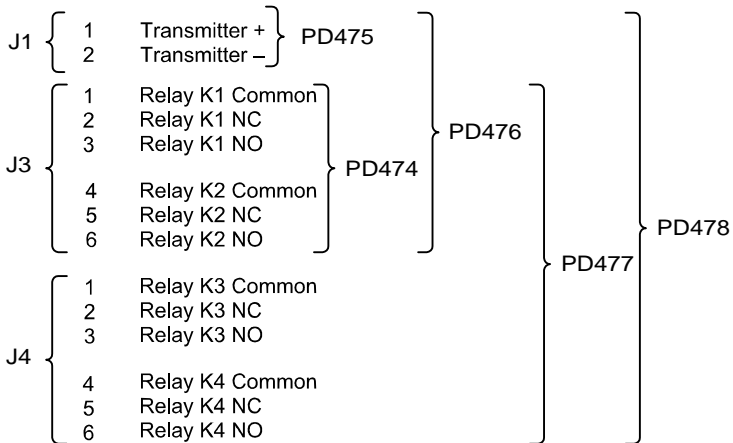 J1 1 Transmitter + PD475
2 Transmitter –
J3 1 Relay K1 Common
2 Relay K1 NC
3 Relay K1 NO
PD476
PD474
4 Relay K2 Common
5 Relay K2 NC
6 Relay K2 NO
PD478
PD477
J4 1 Relay K3 Common
2 Relay K3 NC
3 Relay K3 NO
4 Relay K4 Common
5 Relay K4 NC
6 Relay K4 NO